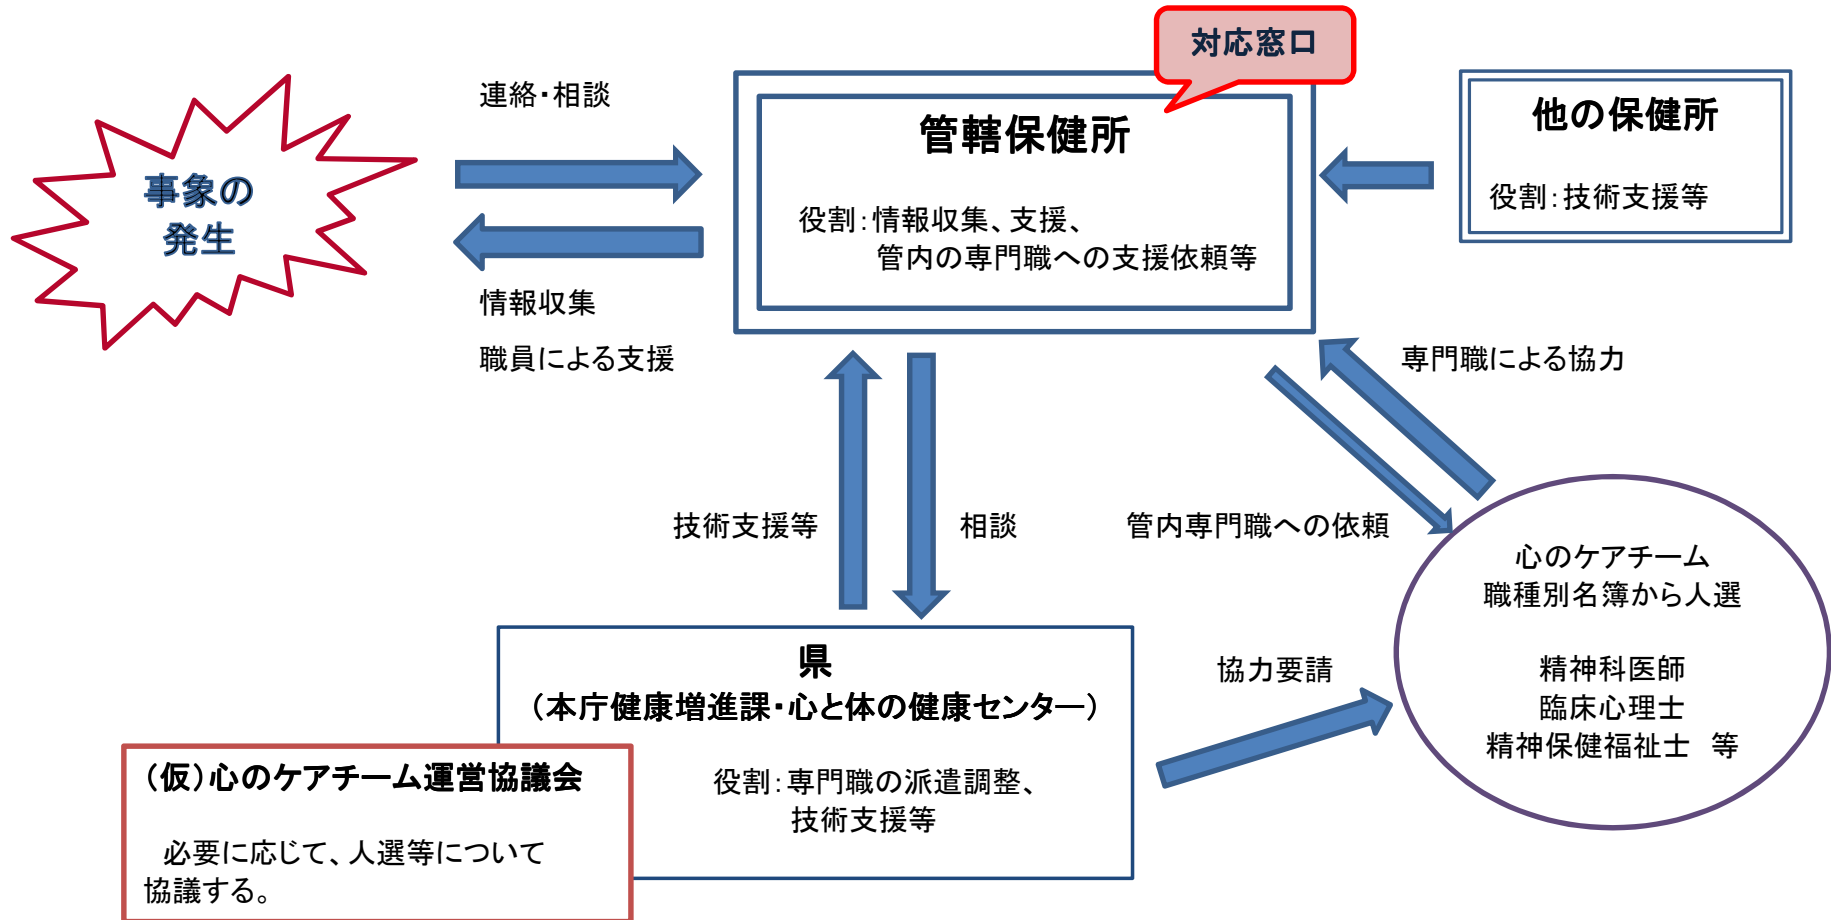 対応窓口
連絡・相談
管轄保健所
他の保健所
事象の
発生
役割：情報収集、支援、
管内の専門職への支援依頼等
役割：技術支援等
情報収集
職員による支援
専門職による協力
技術支援等
相談
管内専門職への依頼
心のケアチーム
職種別名簿から人選
精神科医師
臨床心理士
精神保健福祉士　等
県
（本庁健康増進課・心と体の健康センター）
協力要請
役割：専門職の派遣調整、
技術支援等
（仮）心のケアチーム運営協議会
必要に応じて、人選等について
協議する。